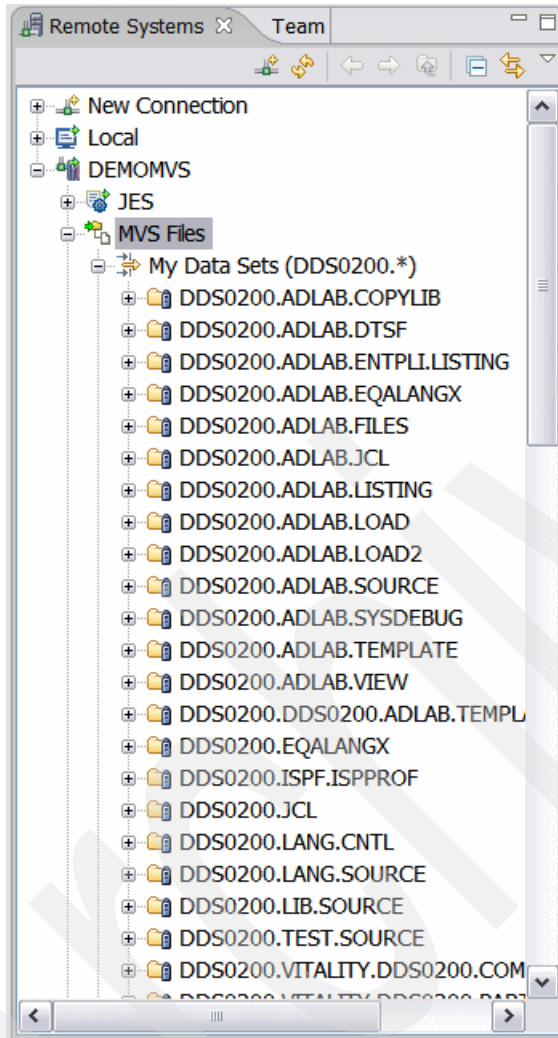 Remote Systems Team
New Connection
Local
DEMOMVS
JES
MVS Files
My Data Sets (DDS0200.*)
DDS0200.ADLAB.COPYLIB
DDS0200.ADLAB.DTSF
DDS0200.ADLAB.ENTPLI.LISTING
DDS0200.ADLAB.EQALANGX
DDS0200.ADLAB.FILES
DDS0200.ADLAB.JCL
DDS0200.ADLAB.LISTING
DDS0200.ADLAB.LOAD
DDS0200.ADLAB.LOAD2
DDS0200.ADLAB.SOURCE
DDS0200.ADLAB.SYSDEBUG
DDS0200.ADLAB.TEMPLATE
DDS0200.ADLAB.VIEW
DDS0200.DDS0200.ADLAB.TEMPL
DDS0200.EQALANGX
DDS0200.ISPF.ISPPROF
DDS0200.JCL
DDS0200.LANG.CNTL
DDS0200.LANG.SOURCE
DDS0200.LIB.SOURCE
DDS0200.TEST.SOURCE
DDS0200.VITALITY.DDS0200.COM